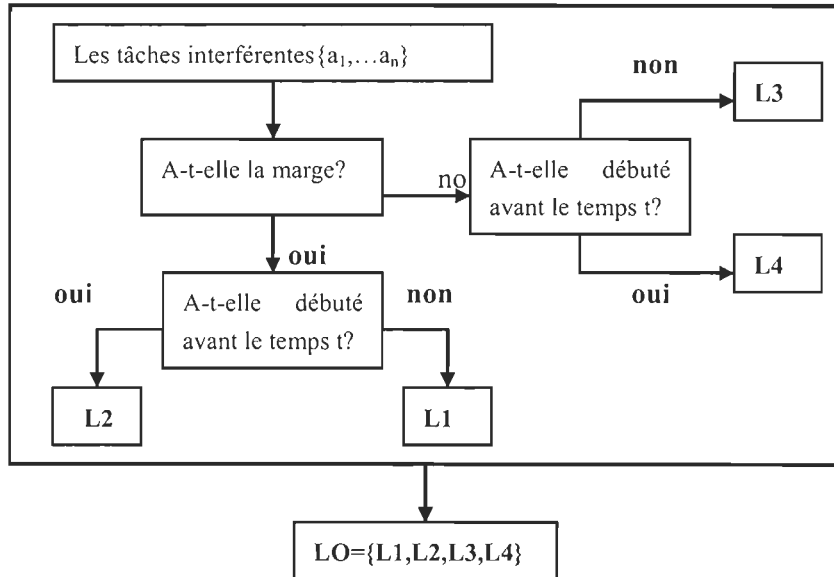 Les tâches interférentes {a₁,…aₙ}
non
L3
A-t-elle la marge?
no
A-t-elle débuté
avant le temps t?
oui
oui
L4
oui
A-t-elle débuté
avant le temps t?
non
L2
L1
LO={L1,L2,L3,L4}